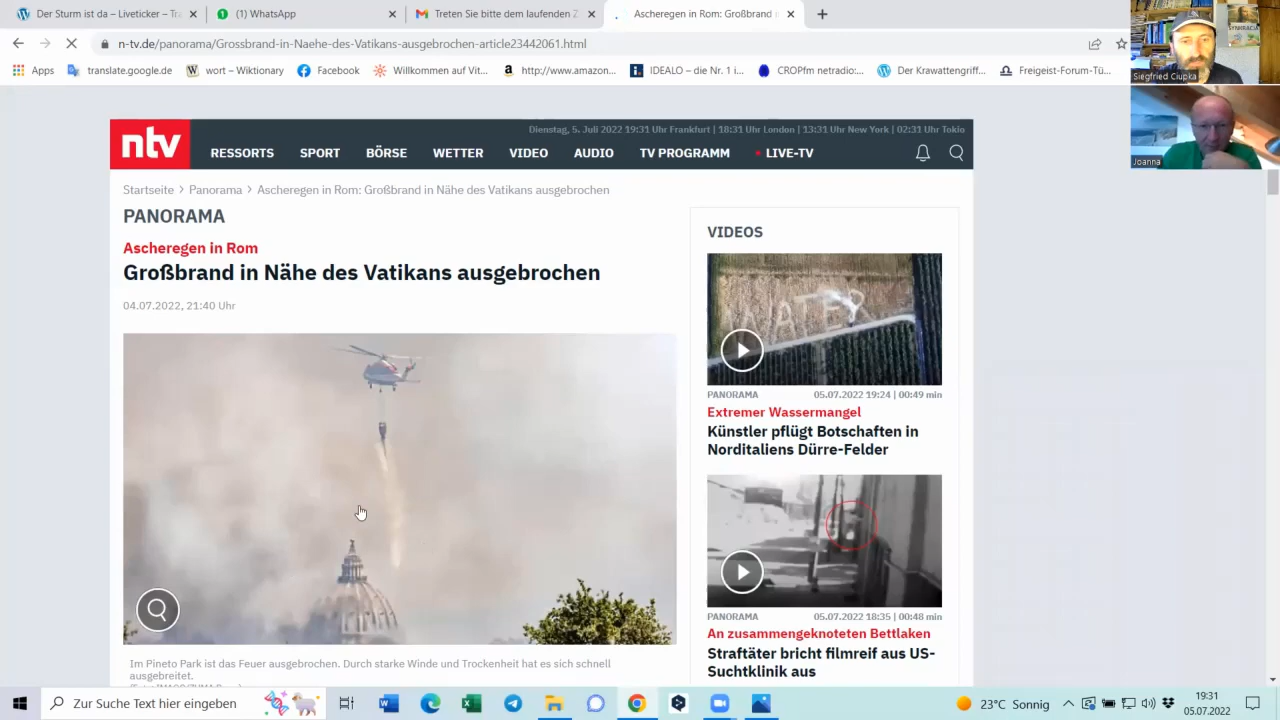 Der Sturm ist da – Liveticker – Tra
(1) WhatsApp
Treten Sie bitte dem laufenden Z
Ascheregen in Rom: Großbrand i
n-tv.de/panorama/Grossbrand-in-Naehe-des-Vatikans-ausgebrochen-article23442061.html
Apps
translate.google.de
wort – Wiktionary
Facebook
Willkommen auf w
http://www.amazon...
IDEALO – die Nr. 1 i...
CROPfm netradio:...
Der Krawattengriff...
Freigeist-Forum-Tü...
Siegfried Ciupka
Joanna
ntv
Dienstag, 5. Juli 2022 19:31 Uhr Frankfurt | 18:31 Uhr London | 13:31 Uhr New York | 02:31 Uhr Tokio
RESSORTS SPORT BÖRSE WETTER VIDEO AUDIO TV PROGRAMM LIVE-TV
Startseite > Panorama > Ascheregen in Rom: Großbrand in Nähe des Vatikans ausgebrochen
PANORAMA
Ascheregen in Rom
Großbrand in Nähe des Vatikans ausgebrochen
04.07.2022, 21:40 Uhr
Im Pineto Park ist das Feuer ausgebrochen. Durch starke Winde und Trockenheit hat es sich schnell
ausgebreitet.
VIDEOS
WATER
PANORAMA 05.07.2022 19:24 | 00:49 min
Extremer Wassermangel
Künstler pflügt Botschaften in
Norditaliens Dürre-Felder
PANORAMA 05.07.2022 18:35 | 00:48 min
An zusammengeknoteten Bettlaken
Straftäter bricht filmreif aus US-
Suchtklinik aus
Zur Suche Text hier eingeben
23°C Sonnig
19:31
05.07.2022